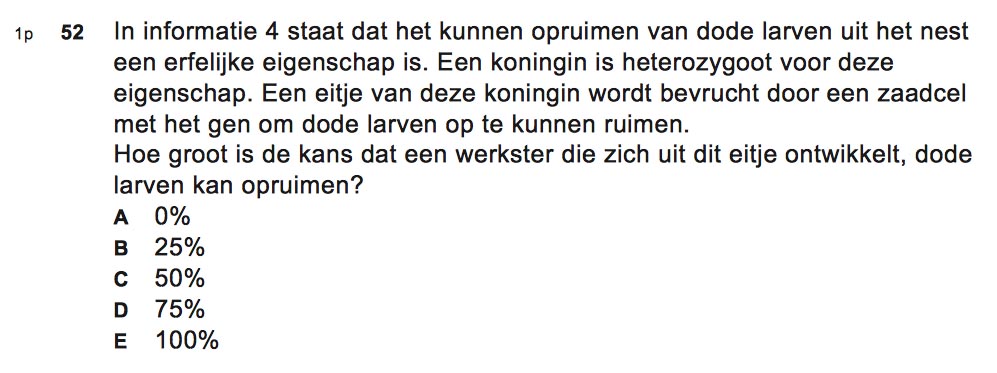 1p 52 In informatie 4 staat dat het kunnen opruimen van dode larven uit het nest
een erfelijke eigenschap is. Een koningin is heterozygoot voor deze
eigenschap. Een eitje van deze koningin wordt bevrucht door een zaadcel
met het gen om dode larven op te kunnen ruimen.
Hoe groot is de kans dat een werkster die zich uit dit eitje ontwikkelt, dode
larven kan opruimen?
A 0%
B 25%
C 50%
D 75%
E 100%